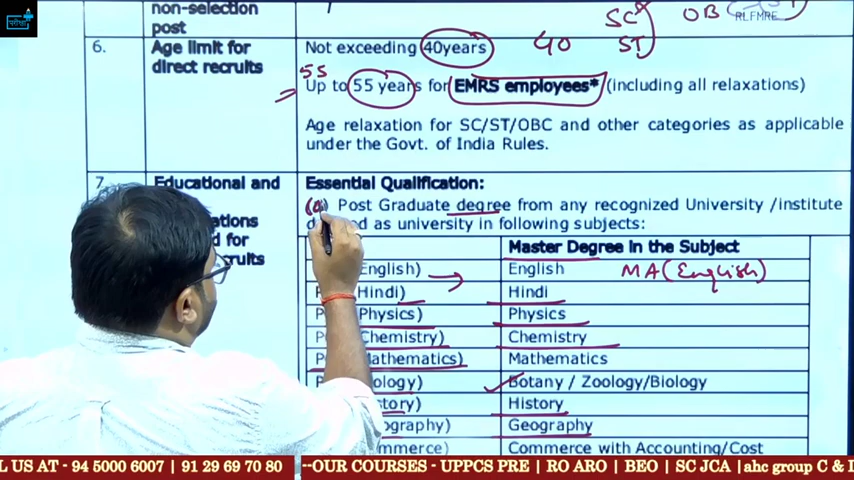 परीक्षा
non-selection
post
SC
ST
40
OB
RLFMRE
6.
Age limit for
direct recruits
Not exceeding 40years
55
Up to 55 years for EMRS employees* (including all relaxations)
Age relaxation for SC/ST/OBC and other categories as applicable
under the Govt. of India Rules.
7.
Educational and
for
Essential Qualification:
Post Graduate degree from any recognized University /institute
as university in following subjects:
Master Degree in the Subject
English) English MA(English)
Hindi) Hindi
Physics) Physics
Chemistry) Chemistry
Mathematics) Mathematics
Botany / Zoology/Biology
History
Geography
Commerce with Accounting/Cost
L US AT - 94 5000 6007 | 91 29 69 70 80 --OUR COURSES - UPPCS PRE | RO ARO | BEO | SC JCA | ahc group C &